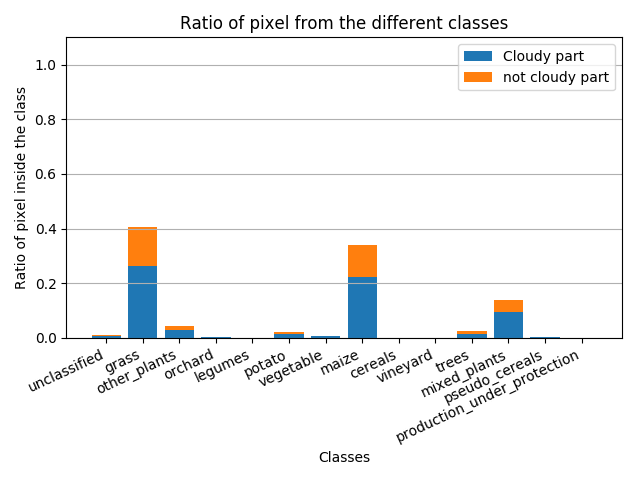 Ratio of pixel from the different classes
Cloudy part
not cloudy part
Ratio of pixel inside the class
1.0
0.8
0.6
0.4
0.2
0.0
unclassified
grass
other_plants
orchard
legumes
potato
vegetable
maize
cereals
vineyard
trees
mixed_plants
pseudo_cereals
production_under_protection
Classes